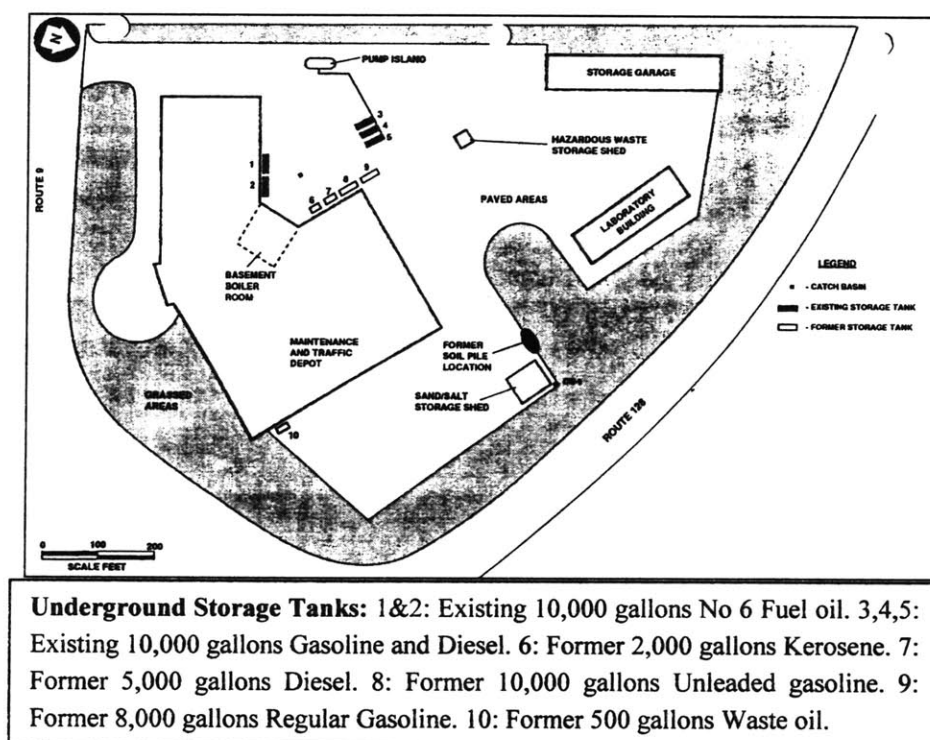 N
PUMP ISLAND
STORAGE GARAGE
3
4
5
HAZARDOUS WASTE
STORAGE SHED
1
2
9
8
7
6
ROUTE 9
PAVED AREAS
LABORATORY
BUILDING
BASEMENT
BOILER
ROOM
LEGEND
- CATCH BASIN
- EXISTING STORAGE TANK
- FORMER STORAGE TANK
MAINTENANCE
AND TRAFFIC
DEPOT
FORMER
SOIL PILE
LOCATION
SAND/SALT
STORAGE SHED
GRASSED
AREAS
10
ROUTE 128
0 100 200
SCALE FEET
Underground Storage Tanks: 1&2: Existing 10,000 gallons No 6 Fuel oil. 3,4,5:
Existing 10,000 gallons Gasoline and Diesel. 6: Former 2,000 gallons Kerosene. 7:
Former 5,000 gallons Diesel. 8: Former 10,000 gallons Unleaded gasoline. 9:
Former 8,000 gallons Regular Gasoline. 10: Former 500 gallons Waste oil.